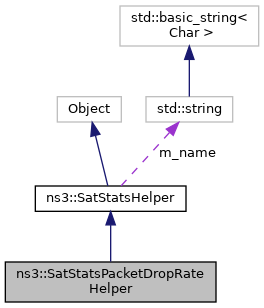 std::basic_string<
Char >
Object
std::string
m_name
ns3::SatStatsHelper
ns3::SatStatsPacketDropRate
Helper